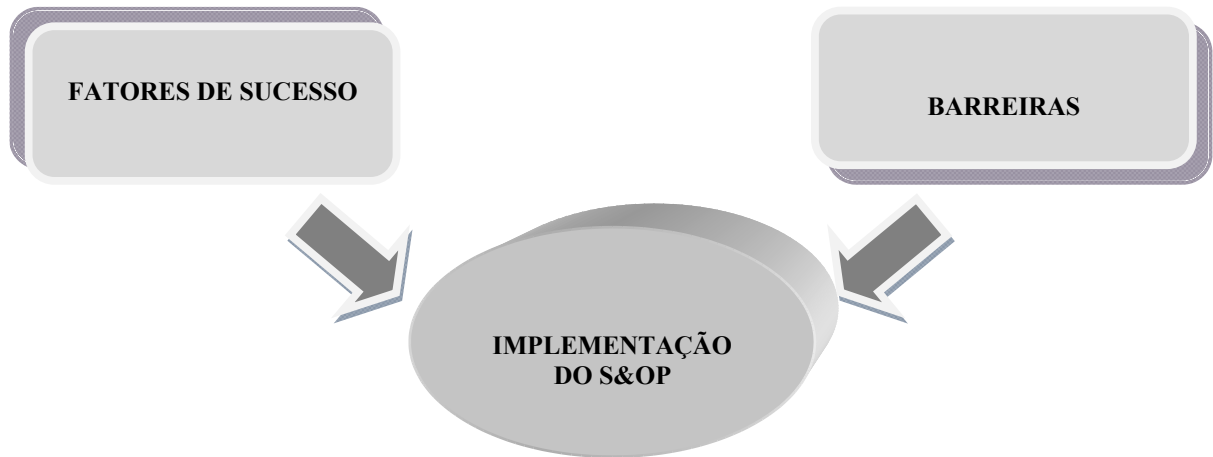 FATORES DE SUCESSO
BARREIRAS
IMPLEMENTAÇÃO
DO S&OP